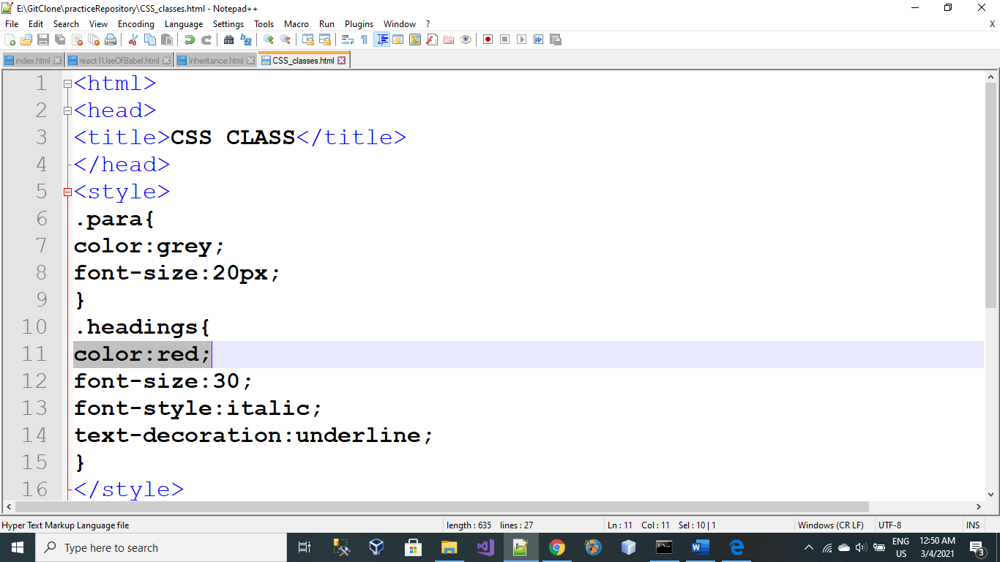 E:\GitClone\practiceRepository\CSS_classes.html - Notepad++
File Edit Search View Encoding Language Settings Tools Macro Run Plugins Window ? X
index.html react1UseOfBabel.html Inheritance.html CSS_classes.html
1 <html>
2 <head>
3 <title>CSS CLASS</title>
4 </head>
5 <style>
6 .para{
7 color:grey;
8 font-size:20px;
9 }
10 .headings{
11 color:red;
12 font-size:30;
13 font-style:italic;
14 text-decoration:underline;
15 }
16 </style>
Hyper Text Markup Language file length : 635 lines : 27 Ln : 11 Col : 11 Sel : 10 | 1 Windows (CR LF) UTF-8 INS
Type here to search
ENG 12:50 AM
US 3/4/2021 3